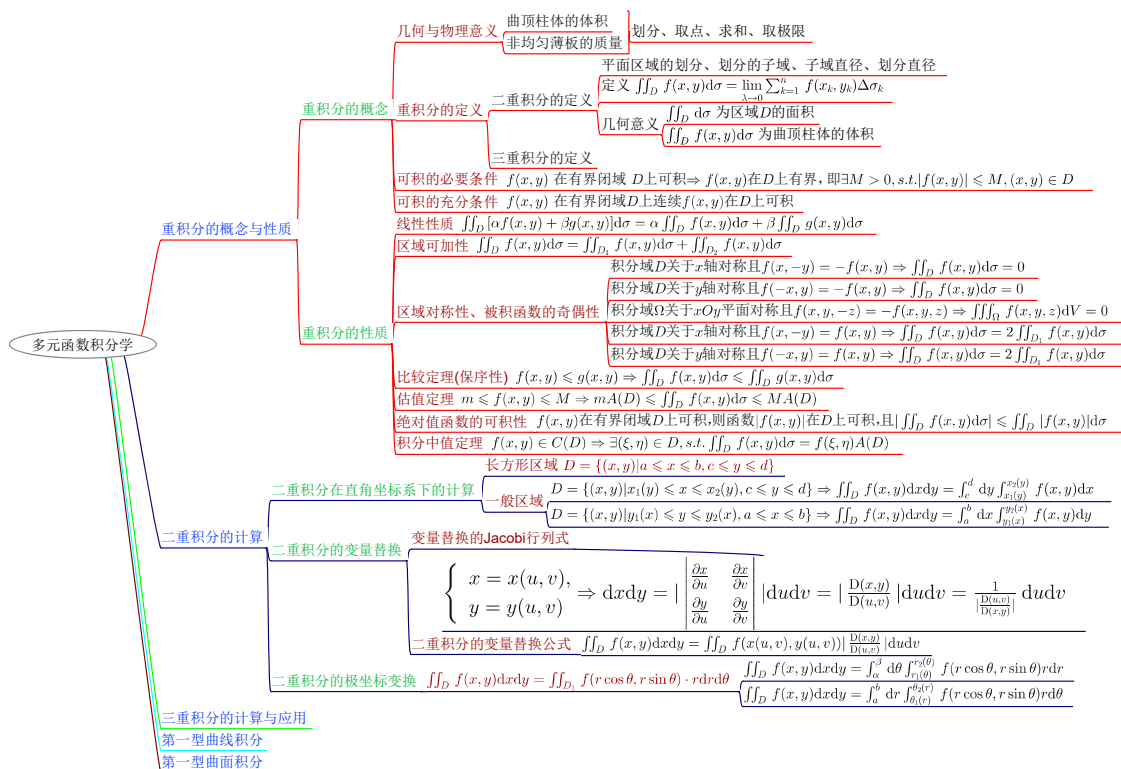 多元函数积分学
重积分的概念与性质
重积分的概念
几何与物理意义
曲顶柱体的体积
非均匀薄板的质量
划分、取点、求和、取极限
重积分的定义
二重积分的定义
平面区域的划分、划分的子域、子域直径、划分直径
定义 ∬_D f(x,y)dσ = lim_{λ→0} ∑_{k=1}^n f(x_k,y_k)Δσ_k
几何意义
∬_D dσ 为区域D的面积
∬_D f(x,y)dσ 为曲顶柱体的体积
三重积分的定义
可积的必要条件 f(x,y) 在有界闭域 D上可积⇒ f(x,y)在D上有界, 即∃M > 0, s.t.|f(x,y)| ⩽ M, (x,y) ∈ D
可积的充分条件 f(x,y) 在有界闭域D上连续f(x,y)在D上可积
重积分的性质
线性性质 ∬_D [αf(x,y) + βg(x,y)]dσ = α∬_D f(x,y)dσ + β∬_D g(x,y)dσ
区域可加性 ∬_D f(x,y)dσ = ∬_{D_1} f(x,y)dσ + ∬_{D_2} f(x,y)dσ
区域对称性、被积函数的奇偶性
积分域D关于x轴对称且f(x,−y) = −f(x,y) ⇒ ∬_D f(x,y)dσ = 0
积分域D关于y轴对称且f(−x,y) = −f(x,y) ⇒ ∬_D f(x,y)dσ = 0
积分域Ω关于xOy平面对称且f(x,y,−z) = −f(x,y,z) ⇒ ∭_Ω f(x,y,z)dV = 0
积分域D关于x轴对称且f(x,−y) = f(x,y) ⇒ ∬_D f(x,y)dσ = 2∬_{D_1} f(x,y)dσ
积分域D关于y轴对称且f(−x,y) = f(x,y) ⇒ ∬_D f(x,y)dσ = 2∬_{D_1} f(x,y)dσ
比较定理(保序性) f(x,y) ⩽ g(x,y) ⇒ ∬_D f(x,y)dσ ⩽ ∬_D g(x,y)dσ
估值定理 m ⩽ f(x,y) ⩽ M ⇒ mA(D) ⩽ ∬_D f(x,y)dσ ⩽ MA(D)
绝对值函数的可积性 f(x,y)在有界闭域D上可积,则函数|f(x,y)|在D上可积,且|∬_D f(x,y)dσ| ⩽ ∬_D |f(x,y)|dσ
积分中值定理 f(x,y) ∈ C(D) ⇒ ∃(ξ,η) ∈ D, s.t. ∬_D f(x,y)dσ = f(ξ,η)A(D)
二重积分的计算
二重积分在直角坐标系下的计算
长方形区域 D = {(x,y)|a ⩽ x ⩽ b, c ⩽ y ⩽ d}
一般区域
D = {(x,y)|x_1(y) ⩽ x ⩽ x_2(y), c ⩽ y ⩽ d} ⇒ ∬_D f(x,y)dxdy = ∫_c^d dy ∫_{x_1(y)}^{x_2(y)} f(x,y)dx
D = {(x,y)|y_1(x) ⩽ y ⩽ y_2(x), a ⩽ x ⩽ b} ⇒ ∬_D f(x,y)dxdy = ∫_a^b dx ∫_{y_1(x)}^{y_2(x)} f(x,y)dy
二重积分的变量替换
变量替换的Jacobi行列式
{ x = x(u,v), y = y(u,v) ⇒ dxdy = | |∂x/∂u ∂x/∂v; ∂y/∂u ∂y/∂v| |dudv = | D(x,y)/D(u,v) |dudv = 1/|D(u,v)/D(x,y)| dudv
二重积分的变量替换公式 ∬_D f(x,y)dxdy = ∬_D f(x(u,v), y(u,v))| D(x,y)/D(u,v) |dudv
二重积分的极坐标变换 ∬_D f(x,y)dxdy = ∬_{D_1} f(r cos θ, r sin θ) · rdrdθ
∬_D f(x,y)dxdy = ∫_α^β dθ ∫_{r_1(θ)}^{r_2(θ)} f(r cos θ, r sin θ)rdr
∬_D f(x,y)dxdy = ∫_a^b dr ∫_{θ_1(r)}^{θ_2(r)} f(r cos θ, r sin θ)rdθ
三重积分的计算与应用
第一型曲线积分
第一型曲面积分